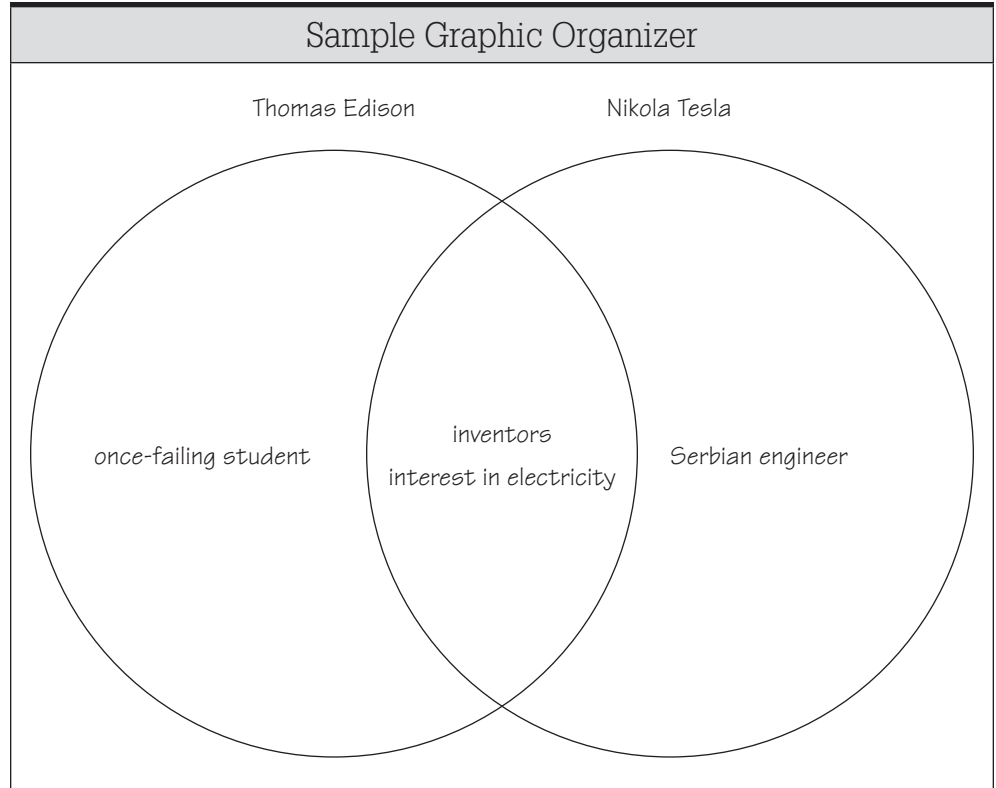 Sample Graphic Organizer
Thomas Edison
Nikola Tesla
once-failing student
inventors
interest in electricity
Serbian engineer